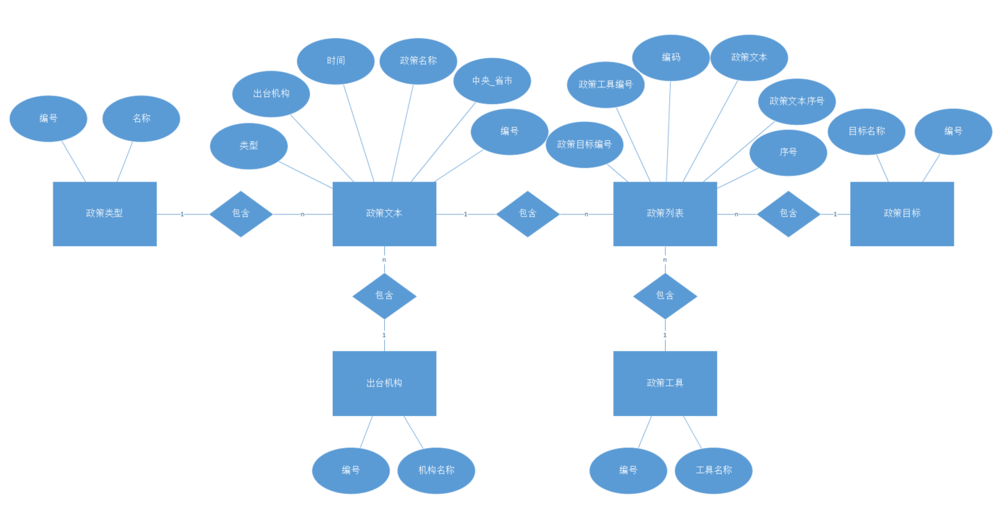 时间
政策名称
编码
政策文本
中央_省市
政策工具编号
出台机构
政策文本序号
编号
名称
类型
编号
政策目标编号
序号
目标名称
编号
政策类型
1
包含
n
政策文本
1
包含
n
政策列表
n
包含
1
政策目标
n
n
包含
包含
1
1
出台机构
政策工具
编号
机构名称
编号
工具名称